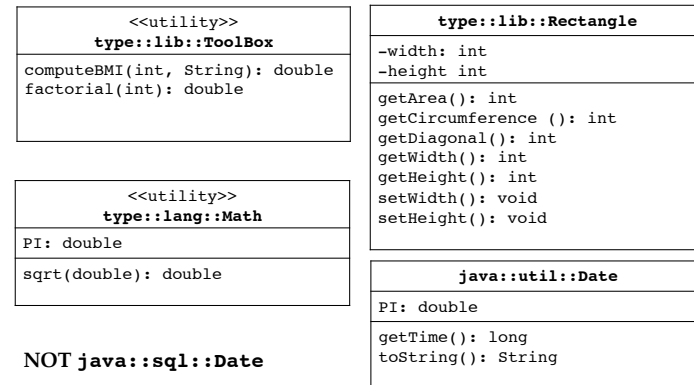 <<utility>>
type::lib::ToolBox
computeBMI(int, String): double
factorial(int): double
<<utility>>
type::lang::Math
PI: double
sqrt(double): double
NOT java::sql::Date
type::lib::Rectangle
-width: int
-height int
getArea(): int
getCircumference (): int
getDiagonal(): int
getWidth(): int
getHeight(): int
setWidth(): void
setHeight(): void
java::util::Date
PI: double
getTime(): long
toString(): String